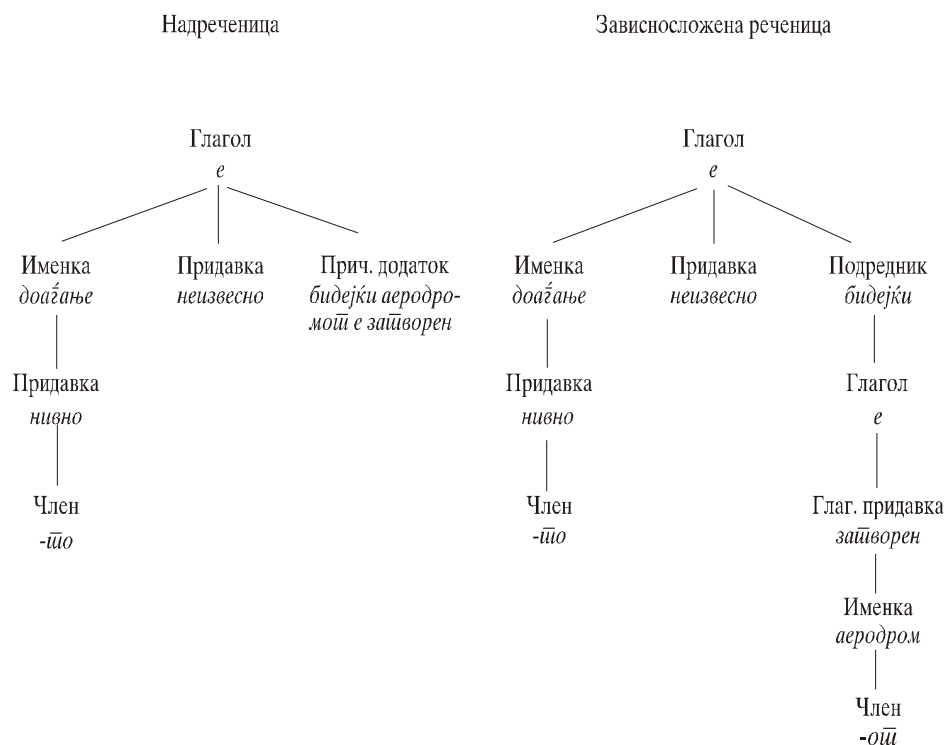 Надреченица
Зависносложена реченица
Глагол
е
Глагол
е
Именка
доаѓање
Придавка
неизвесно
Прич. додаток
бидејќи аеродро-
мот е затворен
Именка
доаѓање
Придавка
неизвесно
Подредник
бидејќи
Придавка
нивно
Придавка
нивно
Глагол
е
Член
-то
Член
-то
Глаг. придавка
затворен
Именка
аеродром
Член
-от